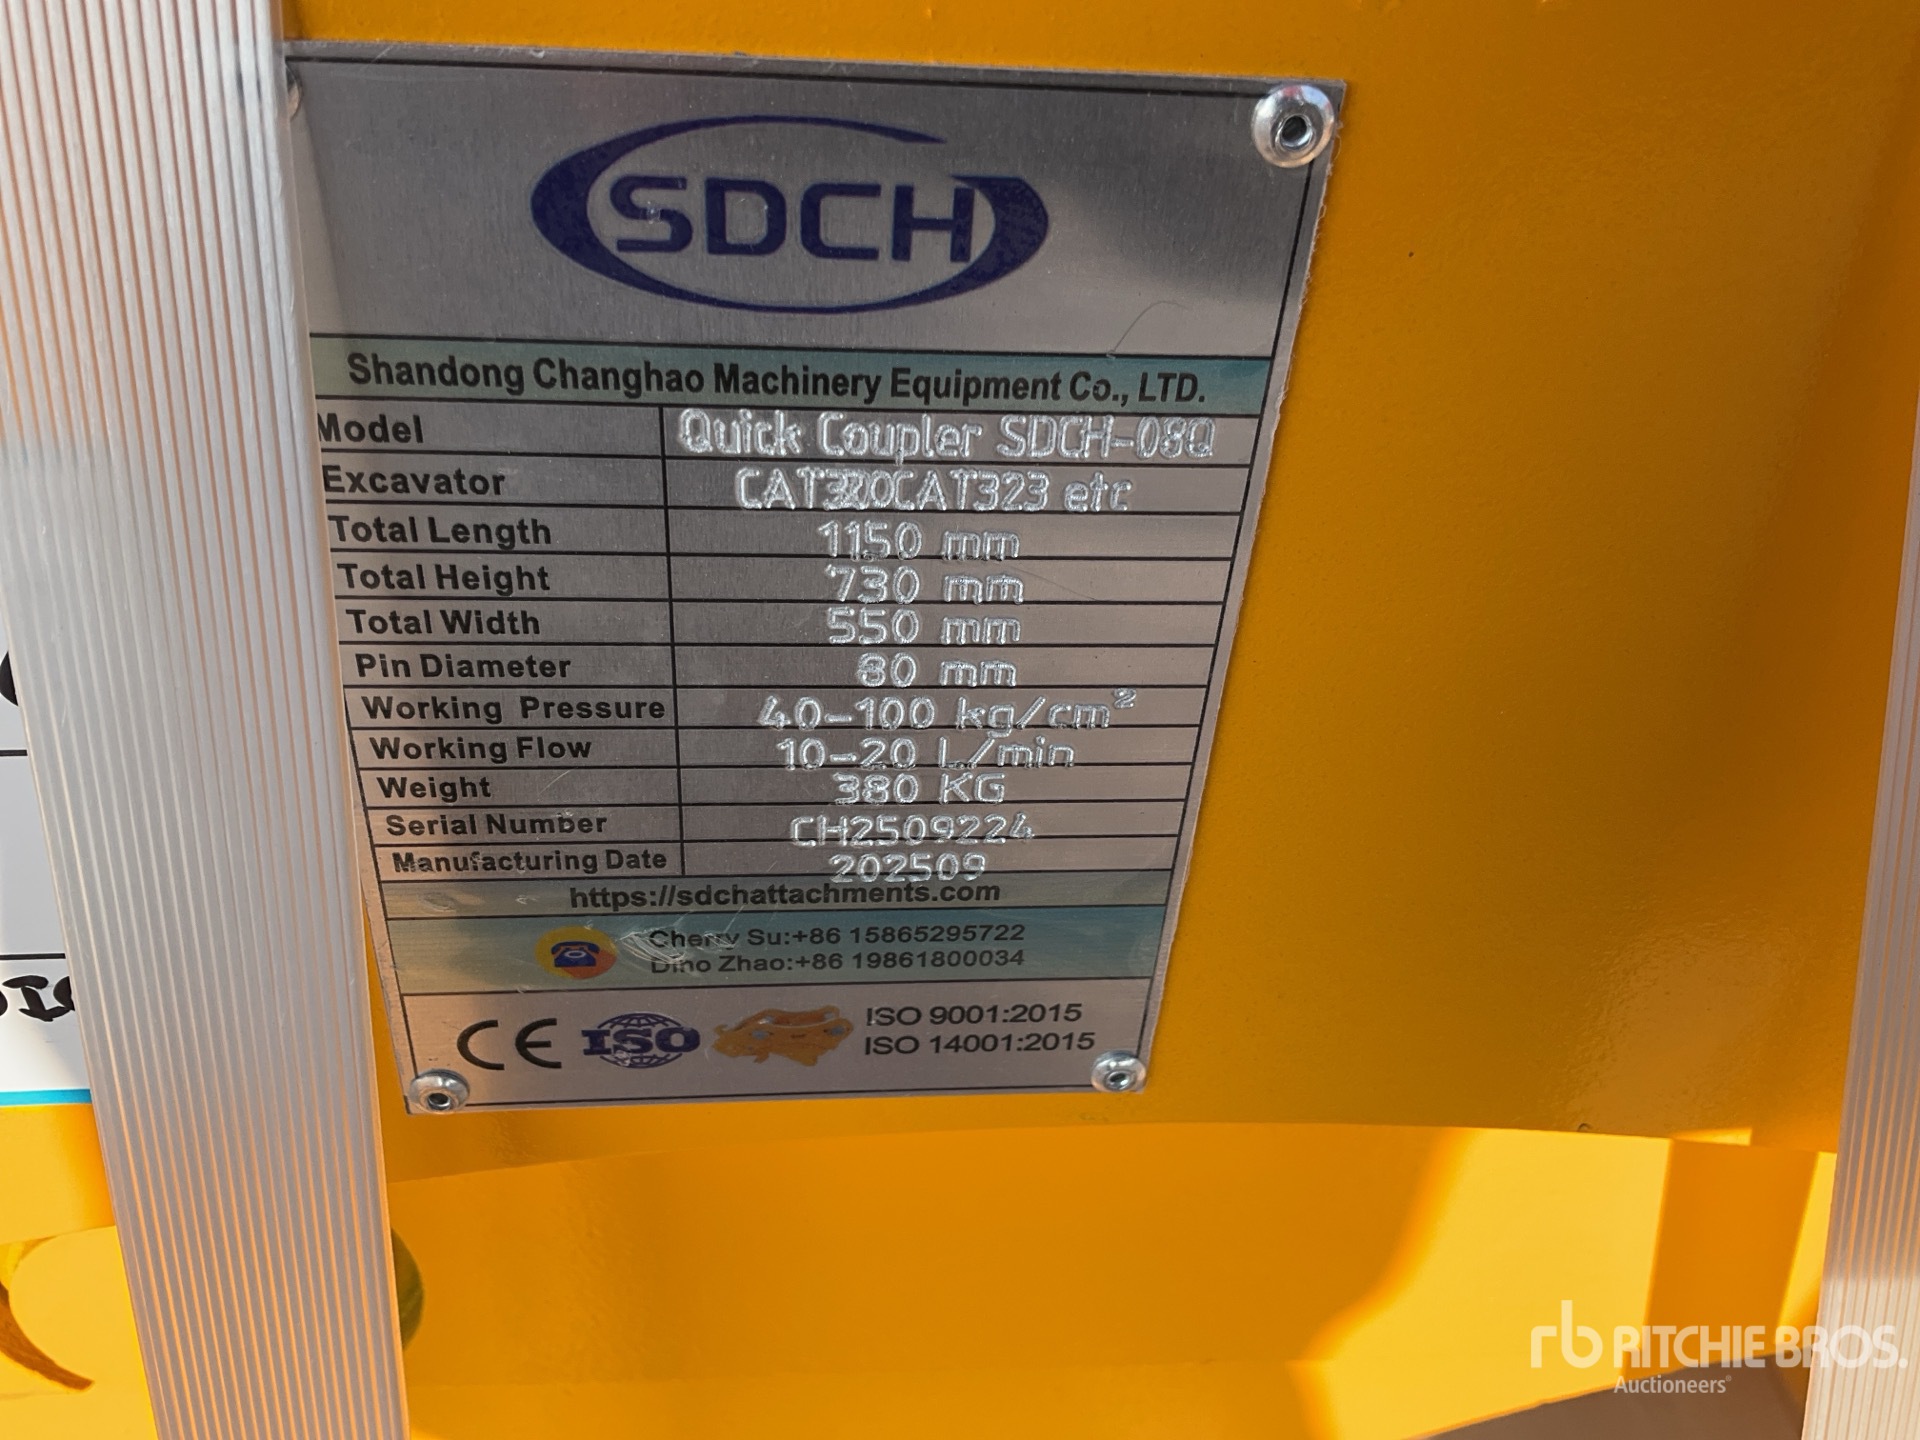 SDCH
Shandong Changhao Machinery Equipment Co., LTD.
Model Quick Coupler SDCH-08Q
Excavator CAT320CAT323 etc
Total Length 1150 mm
Total Height 730 mm
Total Width 550 mm
Pin Diameter 80 mm
Working Pressure 40-100 kg/cm²
Working Flow 10-20 L/min
Weight 380 KG
Serial Number CH2509224
Manufacturing Date 202509
https://sdchattachments.com
Cherry Su:+86 15865295722
Dino Zhao:+86 19861800034
CE ISO ISO 9001:2015
ISO 14001:2015
rb RITCHIE BROS.
Auctioneers